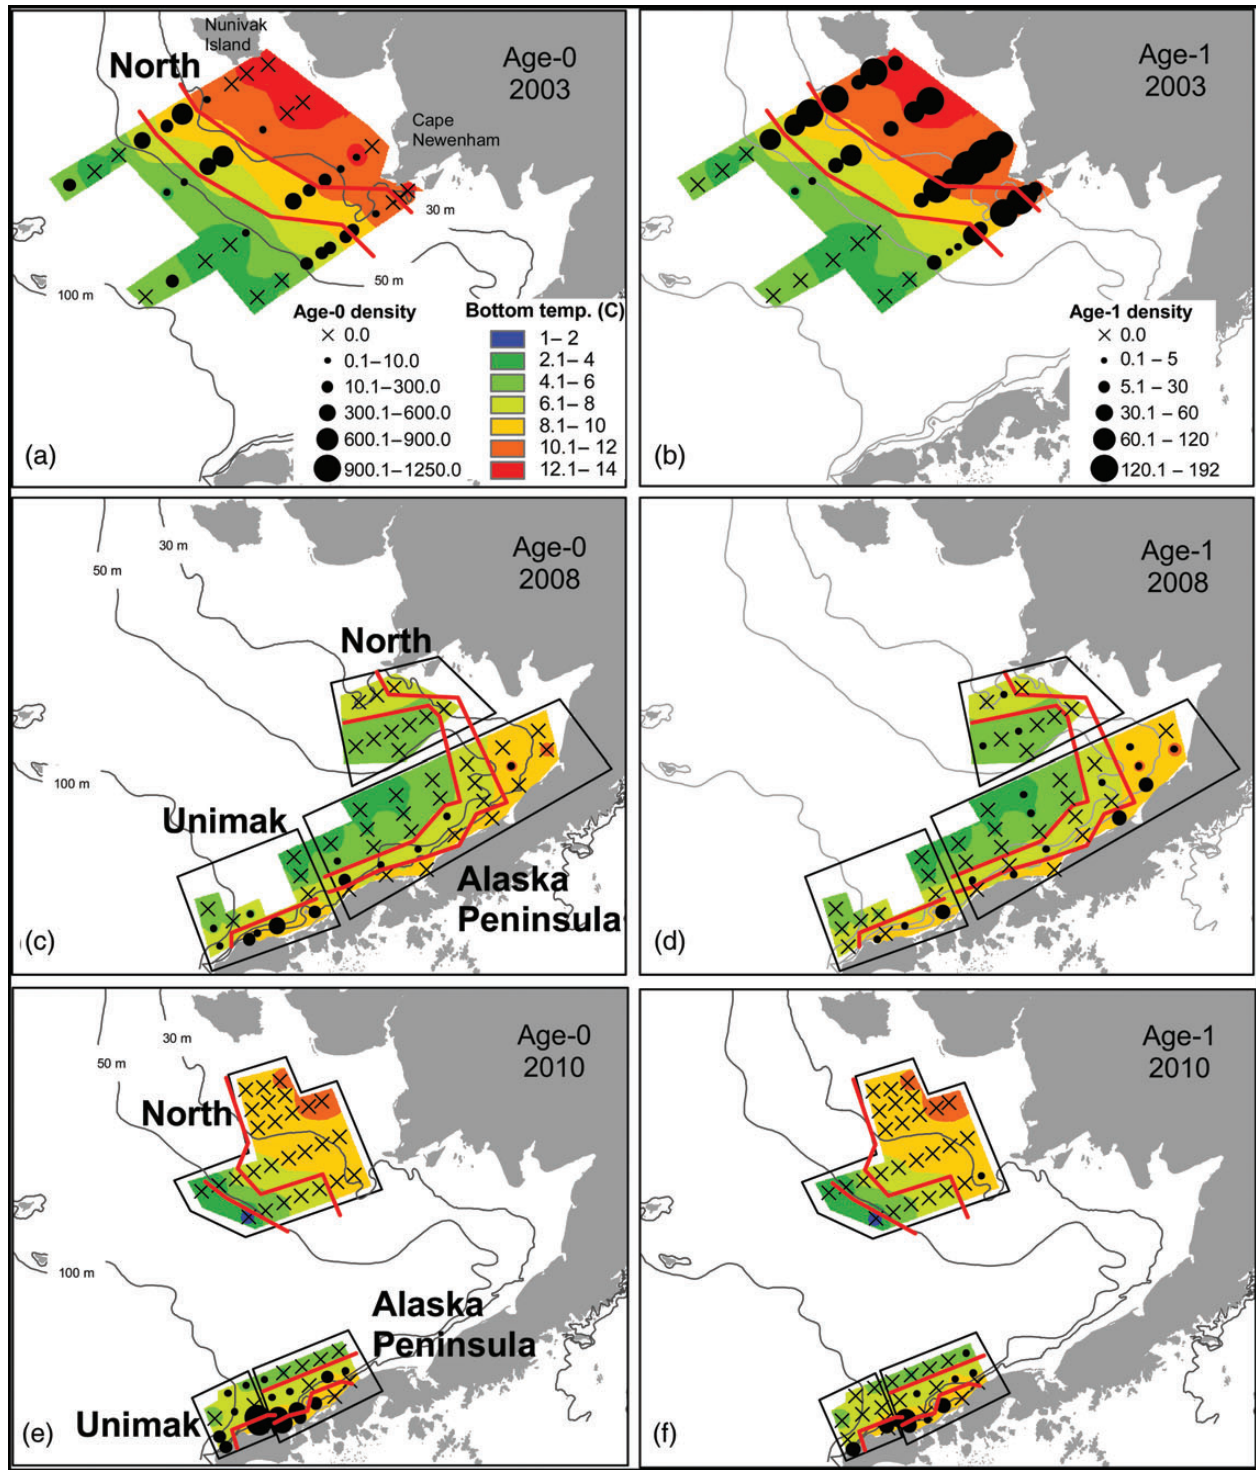 Nunivak
Island
Age-0
2003
North
Cape
Newenham
30 m
50 m
100 m
Age-0 density
0.0
0.1–10.0
10.1–300.0
300.1–600.0
600.1–900.0
900.1–1250.0
Bottom temp. (C)
1– 2
2.1– 4
4.1– 6
6.1– 8
8.1– 10
10.1– 12
12.1– 14
(a)
Age-1
2003
Age-1 density
0.0
0.1 – 5
5.1 – 30
30.1 – 60
60.1 – 120
120.1 – 192
(b)
30 m
50 m
Age-0
2008
North
100 m
Unimak
Alaska
Peninsula
(c)
Age-1
2008
(d)
30 m
50 m
Age-0
2010
North
100 m
Alaska
Peninsula
Unimak
(e)
Age-1
2010
(f)